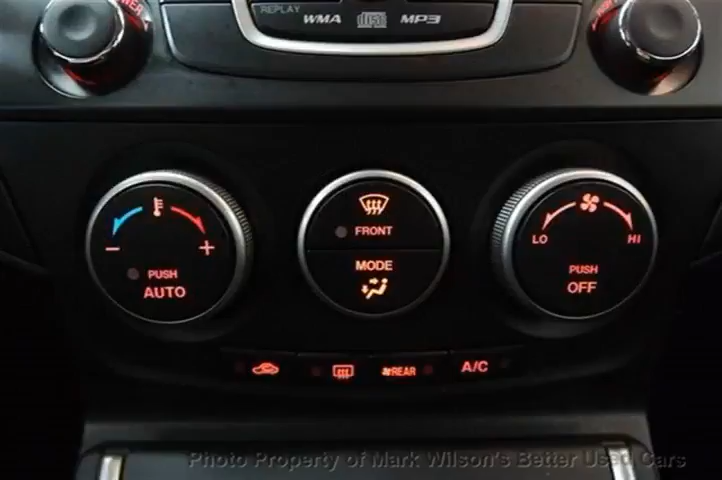 REPLAY WMA MP3
FRONT
MODE
PUSH
AUTO
LO HI
PUSH
OFF
REAR
A/C
Photo Property of Mark Wilson's Better Used Cars